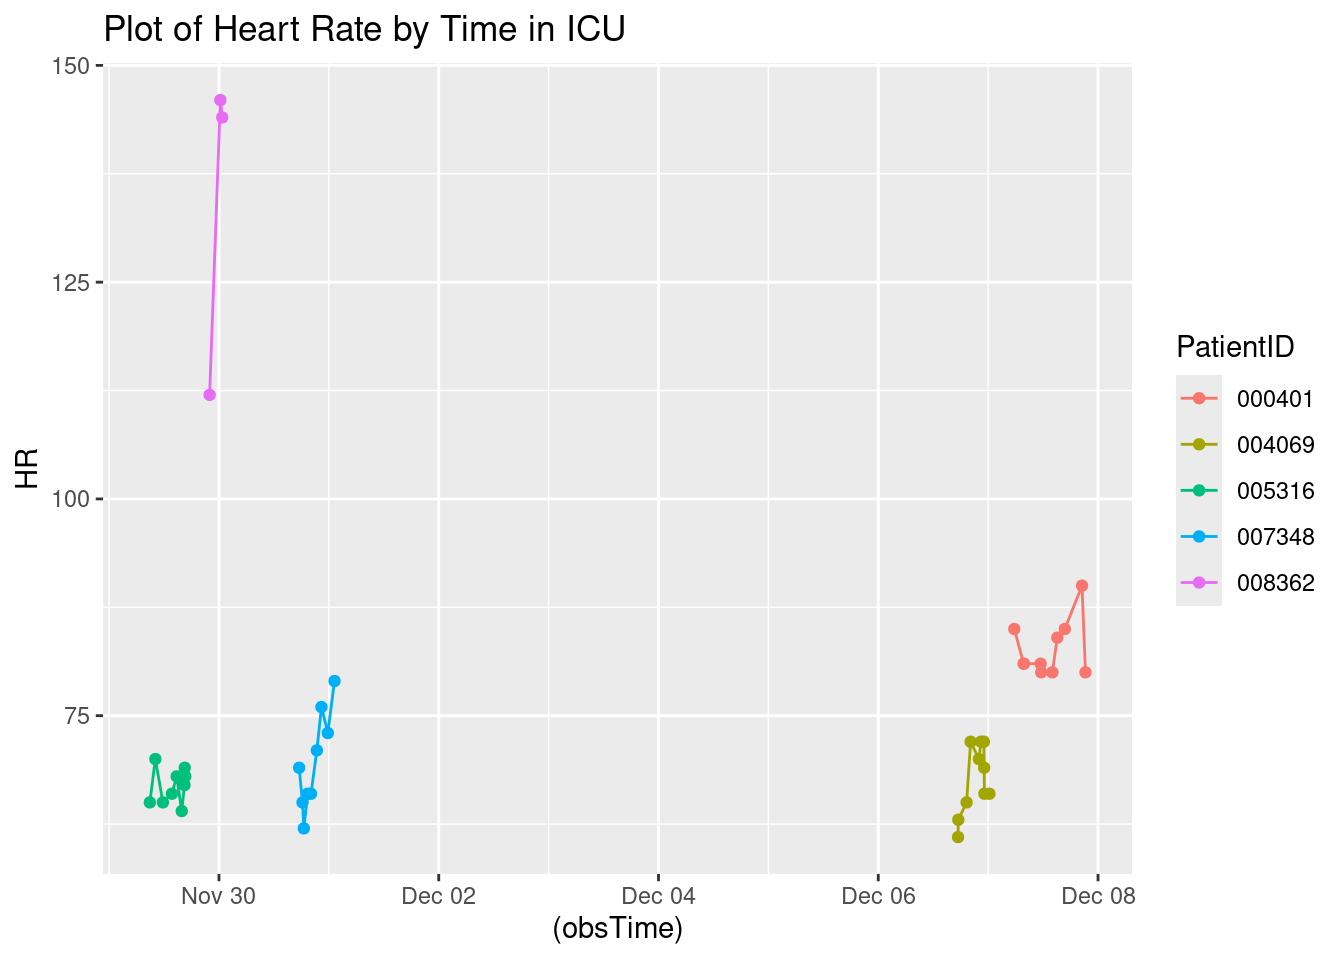 Plot of Heart Rate by Time in ICU
150
125
100
75
HR
Nov 30 Dec 02 Dec 04 Dec 06 Dec 08
(obsTime)
PatientID
000401
004069
005316
007348
008362